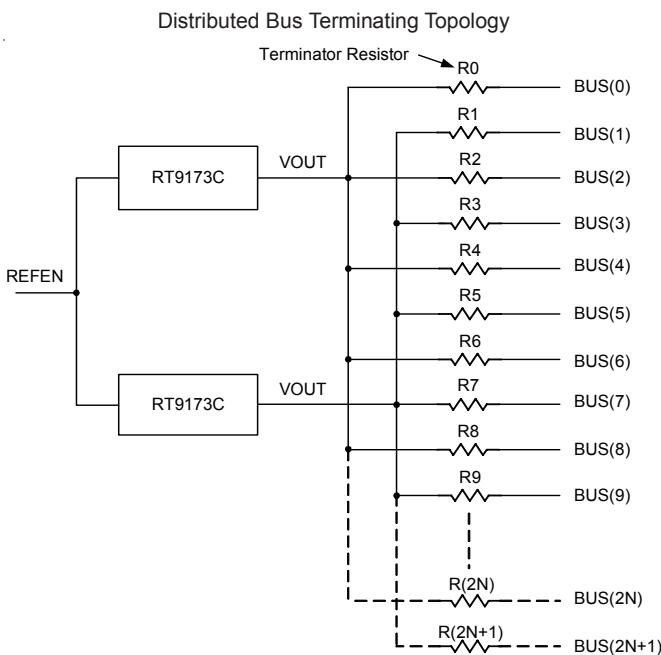 Distributed Bus Terminating Topology
Terminator Resistor
R0
BUS(0)
R1
BUS(1)
RT9173C
VOUT
R2
BUS(2)
R3
BUS(3)
R4
BUS(4)
REFEN
R5
BUS(5)
R6
BUS(6)
RT9173C
VOUT
R7
BUS(7)
R8
BUS(8)
R9
BUS(9)
R(2N)
BUS(2N)
R(2N+1)
BUS(2N+1)